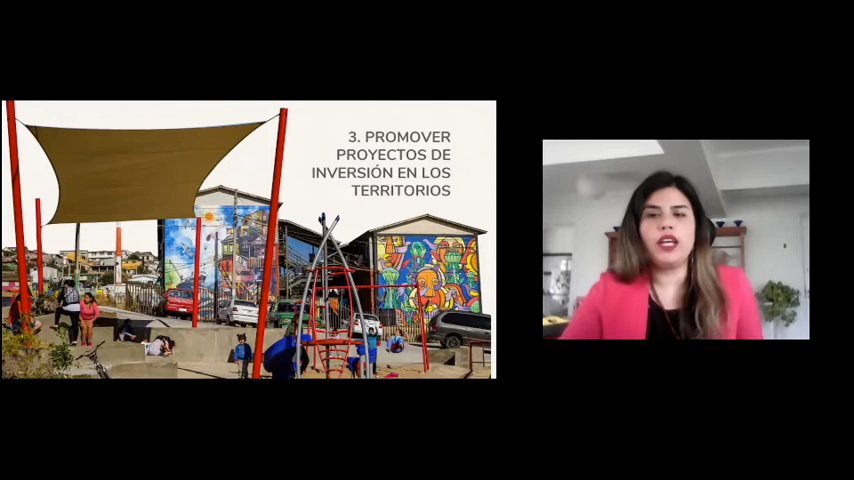 3. PROMOVER
PROYECTOS DE
INVERSIÓN EN LOS
TERRITORIOS